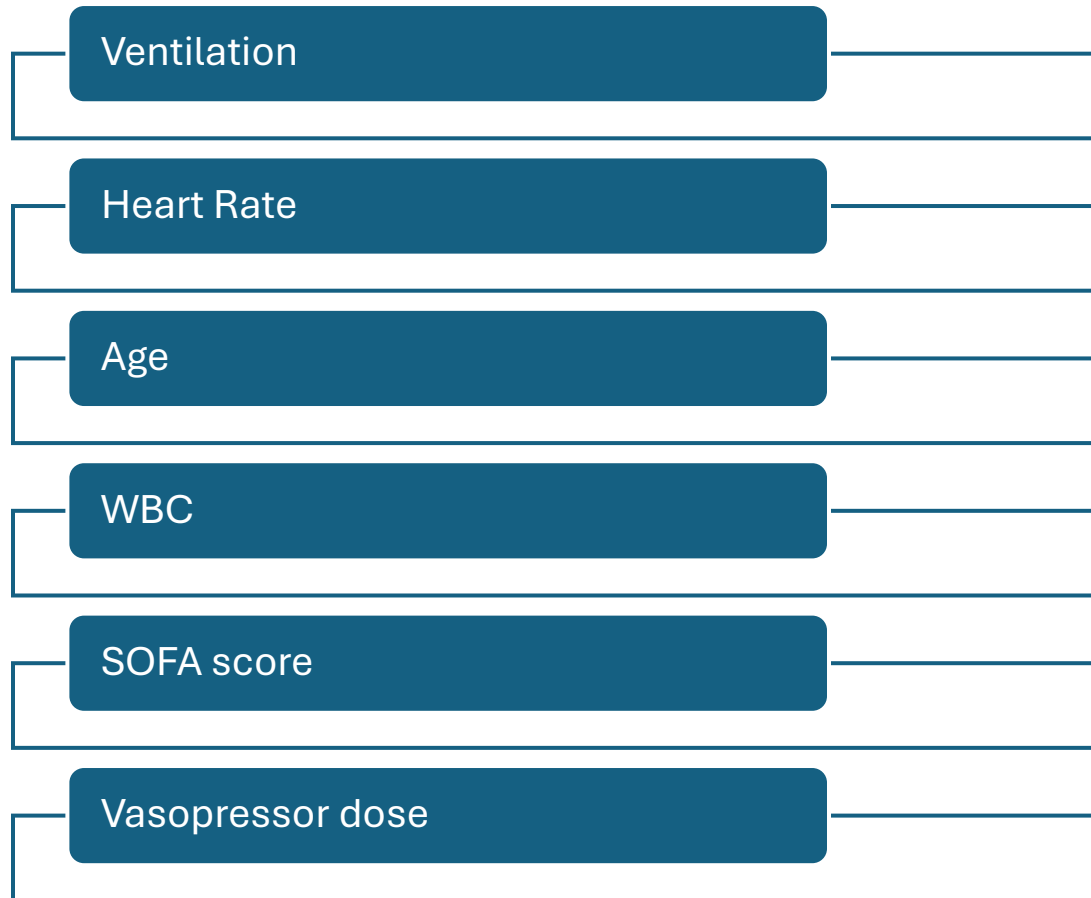 Ventilation
Heart Rate
Age
WBC
SOFA score
Vasopressor dose